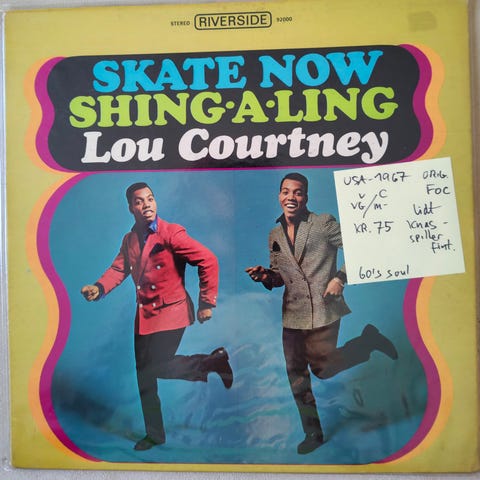 STEREO RIVERSIDE 92000
SKATE NOW
SHING·A·LING
Lou Courtney
USA-1967 ORIG.
V C FOC
VG/M-
KR. 75
lidt
knas-
spiller
fint.
60's soul